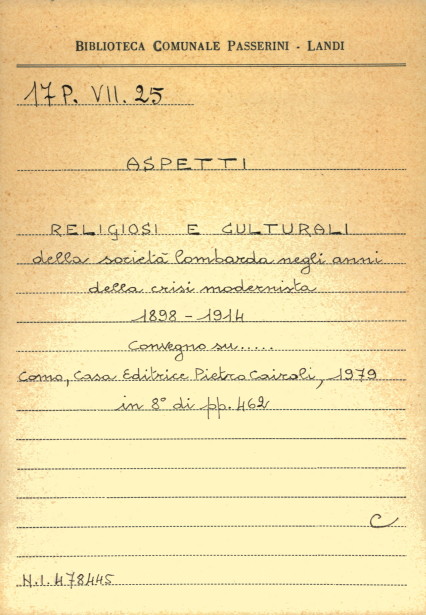 BIBLIOTECA COMUNALE PASSERINI - LANDI
17 P. VII. 25
ASPETTI
RELIGIOSI E CULTURALI
della società lombarda negli anni
della crisi modernista
1898 - 1914
Convegno su.....
Como, Casa Editrice Pietro Cairoli, 1979
in 8° di pp. 462
C
N.I. 478445